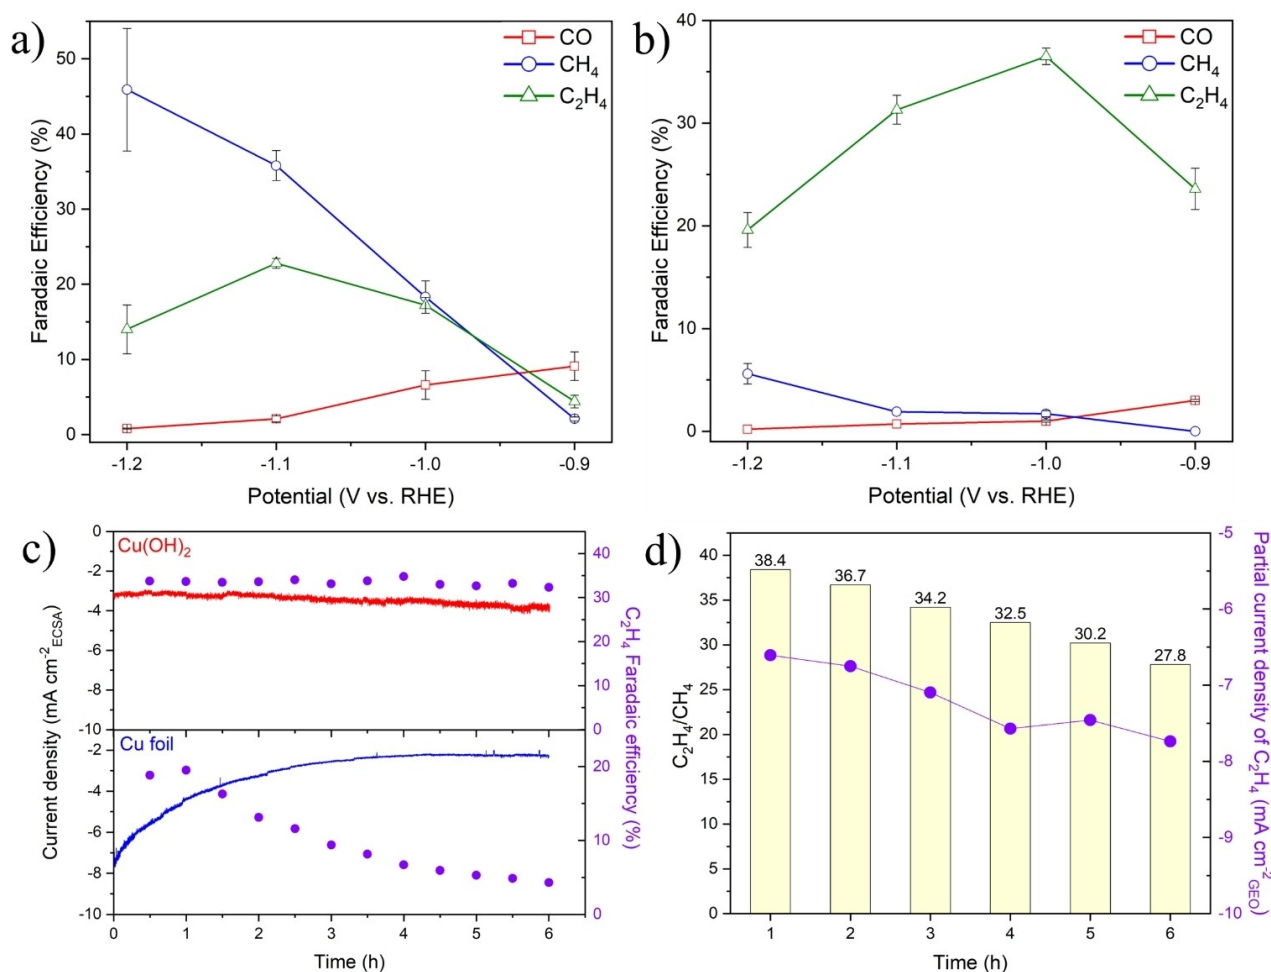 a)
CO
CH4
C2H4
50
40
30
20
10
0
Faradaic Efficiency (%)
-1.2 -1.1 -1.0 -0.9
Potential (V vs. RHE)
b)
CO
CH4
C2H4
40
30
20
10
0
Faradaic Efficiency (%)
-1.2 -1.1 -1.0 -0.9
Potential (V vs. RHE)
c)
Cu(OH)2
0
-2
-4
-6
-8
-10
40
30
20
10
0
Cu foil
-2
-4
-6
-8
-10
20
10
0
Current density (mA cm-2ECSA)
C2H4 Faradaic efficiency (%)
0 1 2 3 4 5 6
Time (h)
d)
40
35
30
25
20
15
10
5
0
C2H4/CH4
38.4
36.7
34.2
32.5
30.2
27.8
-5
-6
-7
-8
-9
-10
Partial current density of C2H4 (mA cm-2GEO)
1 2 3 4 5 6
Time (h)